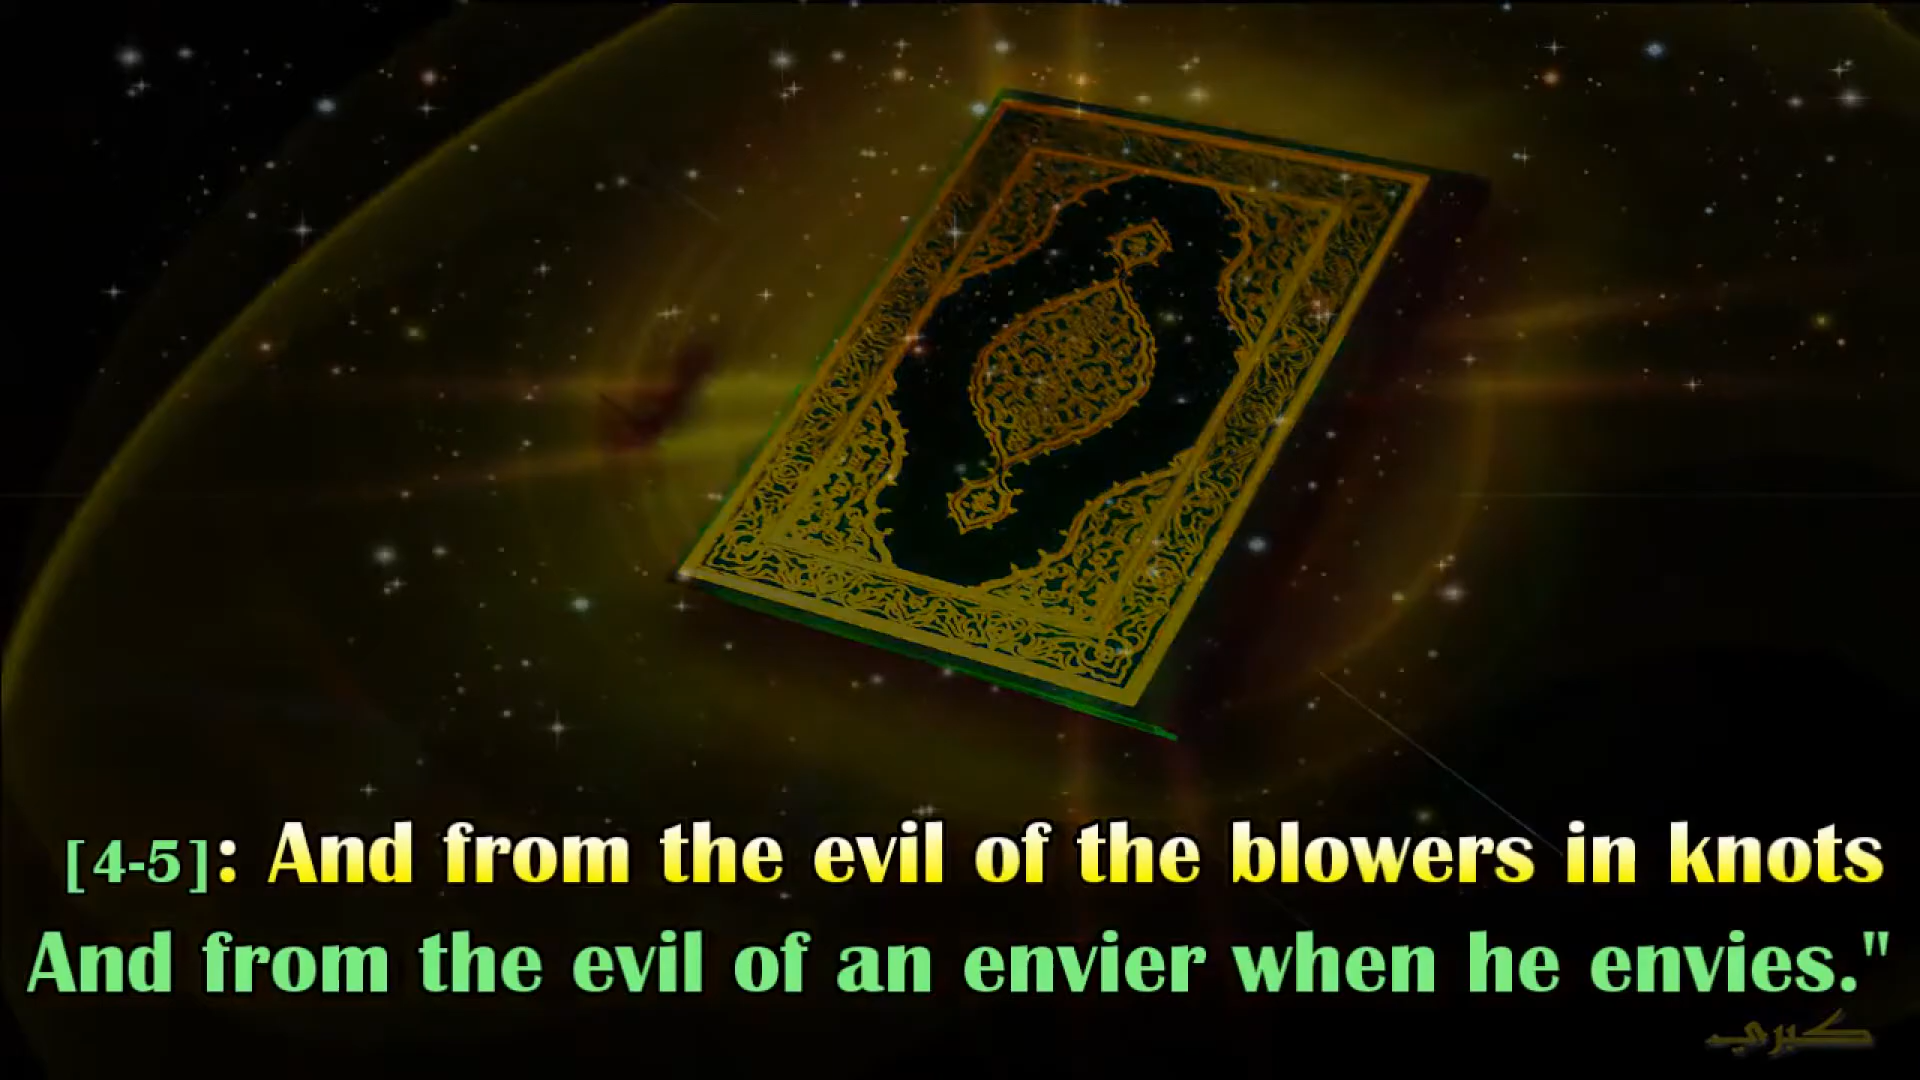 [4-5]: And from the evil of the blowers in knots
And from the evil of an envier when he envies."
كبري